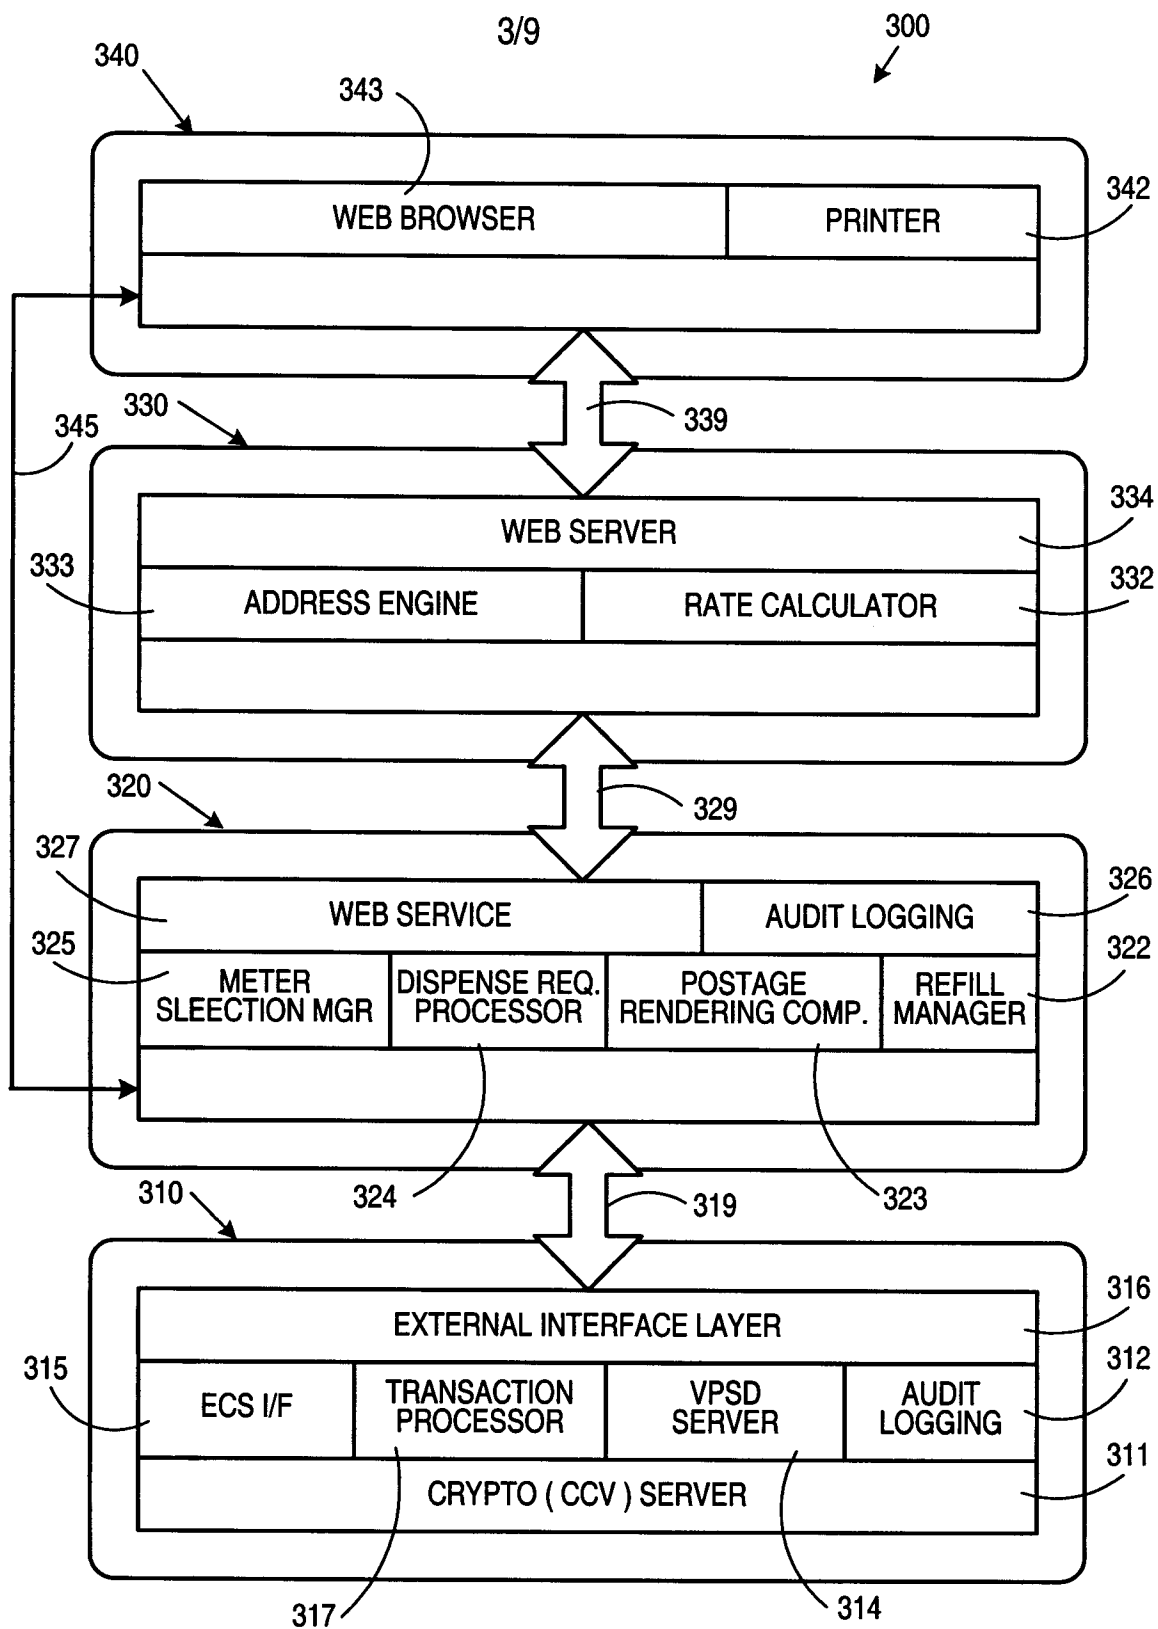 3/9
300
340
343
342
WEB BROWSER
PRINTER
339
330
345
334
WEB SERVER
333
332
ADDRESS ENGINE
RATE CALCULATOR
329
320
327
326
WEB SERVICE
AUDIT LOGGING
325
322
METER
SLEECTION MGR
DISPENSE REQ.
PROCESSOR
POSTAGE
RENDERING COMP.
REFILL
MANAGER
324
323
319
310
316
EXTERNAL INTERFACE LAYER
315
312
ECS I/F
TRANSACTION
PROCESSOR
VPSD
SERVER
AUDIT
LOGGING
311
CRYPTO ( CCV ) SERVER
317
314